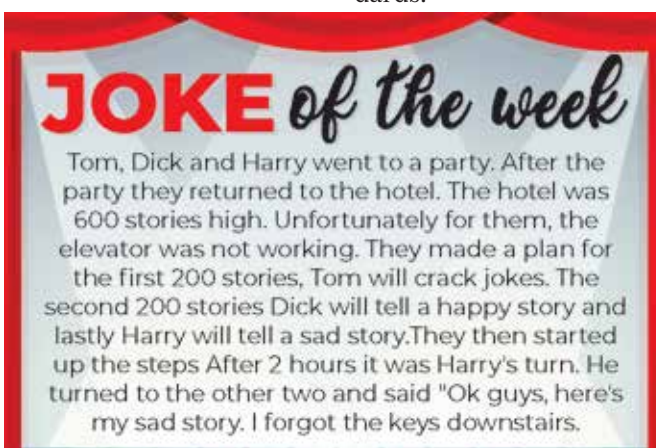 JOKE of the week
Tom, Dick and Harry went to a party. After the
party they returned to the hotel. The hotel was
600 stories high. Unfortunately for them, the
elevator was not working. They made a plan for
the first 200 stories, Tom will crack jokes. The
second 200 stories Dick will tell a happy story and
lastly Harry will tell a sad story.They then started
up the steps After 2 hours it was Harry's turn. He
turned to the other two and said "Ok guys, here's
my sad story. I forgot the keys downstairs.